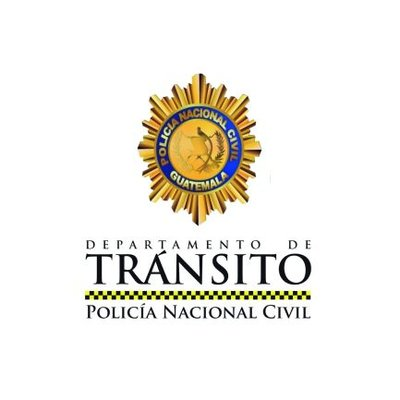 POLICIA NACIONAL CIVIL
GUATEMALA
DEPARTAMENTO DE
TRÁNSITO
POLICÍA NACIONAL CIVIL